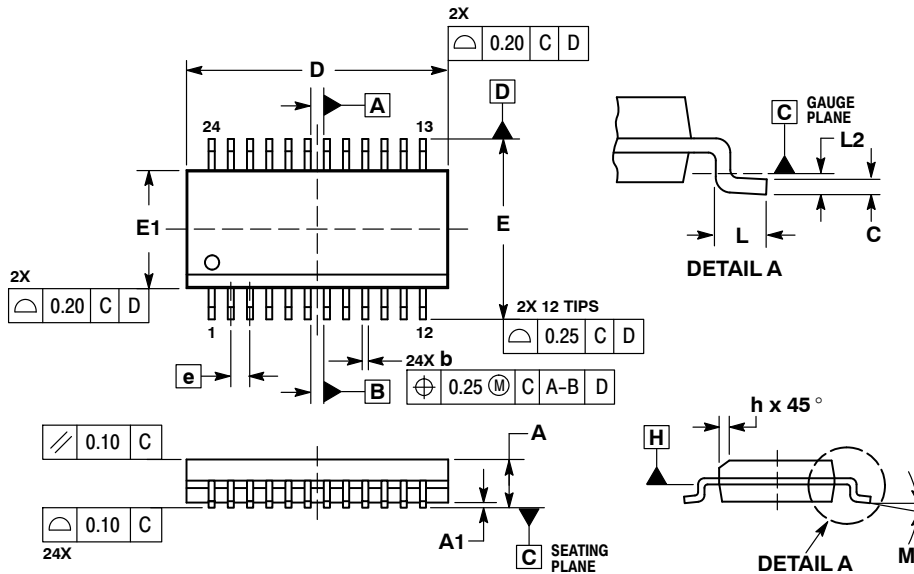 2X
⌓ 0.20 C D
D
A
D
24
13
C GAUGE PLANE
L2
E1
E
L
C
DETAIL A
2X
⌓ 0.20 C D
1
12
2X 12 TIPS
⌓ 0.25 C D
e
24X b
B
⌖ 0.25 Ⓜ C A-B D
h x 45°
H
⫽ 0.10 C
A
⌓ 0.10 C
24X
A1
C SEATING PLANE
M
DETAIL A